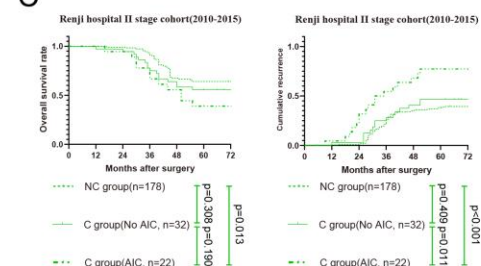 Renji hospital II stage cohort(2010-2015)
Overall survival rate
1.0
0.5
0.0
0 12 24 36 48 60 72
Months after surgery
NC group(n=178)
C group(No AIC, n=32)
C group(AIC, n=22)
p=0.308
p=0.190
p=0.013
Renji hospital II stage cohort(2010-2015)
Cumulative recurrence
1.0
0.5
0.0
0 12 24 36 48 60 72
Months after surgery
NC group(n=178)
C group(No AIC, n=32)
C group(AIC, n=22)
p=0.409
p=0.011
p<0.001